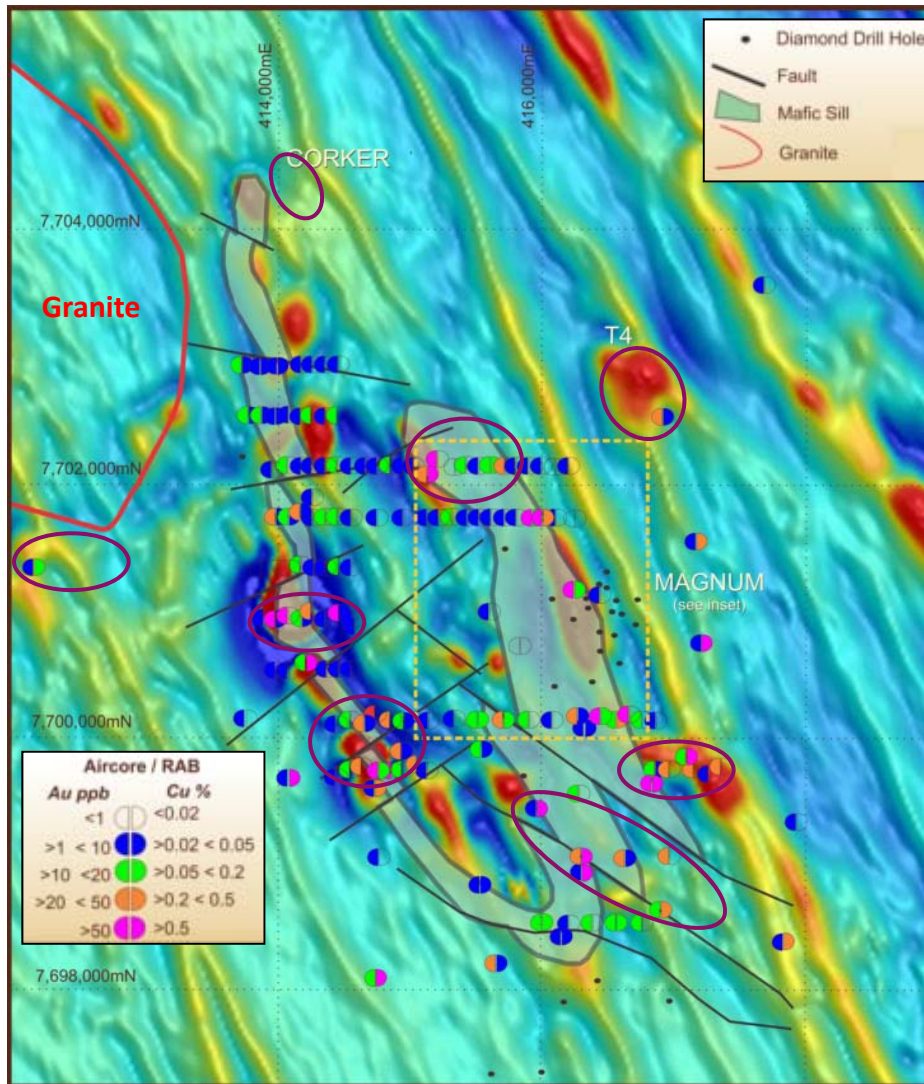 414,000mE
416,000mE
Diamond Drill Hole
Fault
Mafic Sill
Granite
CORKER
7,704,000mN
Granite
T4
7,702,000mN
MAGNUM
(see inset)
7,700,000mN
Aircore / RAB
Au ppb Cu %
<1 <0.02
>1 <10 >0.02 < 0.05
>10 <20 >0.05 < 0.2
>20 <50 >0.2 < 0.5
>50 >0.5
7,698,000mN